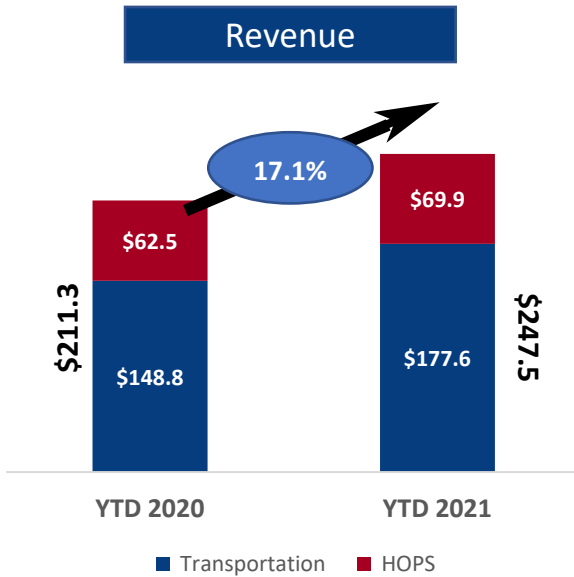 Revenue
17.1%
$62.5
$69.9
$211.3
$247.5
$148.8
$177.6
YTD 2020
YTD 2021
Transportation
HOPS